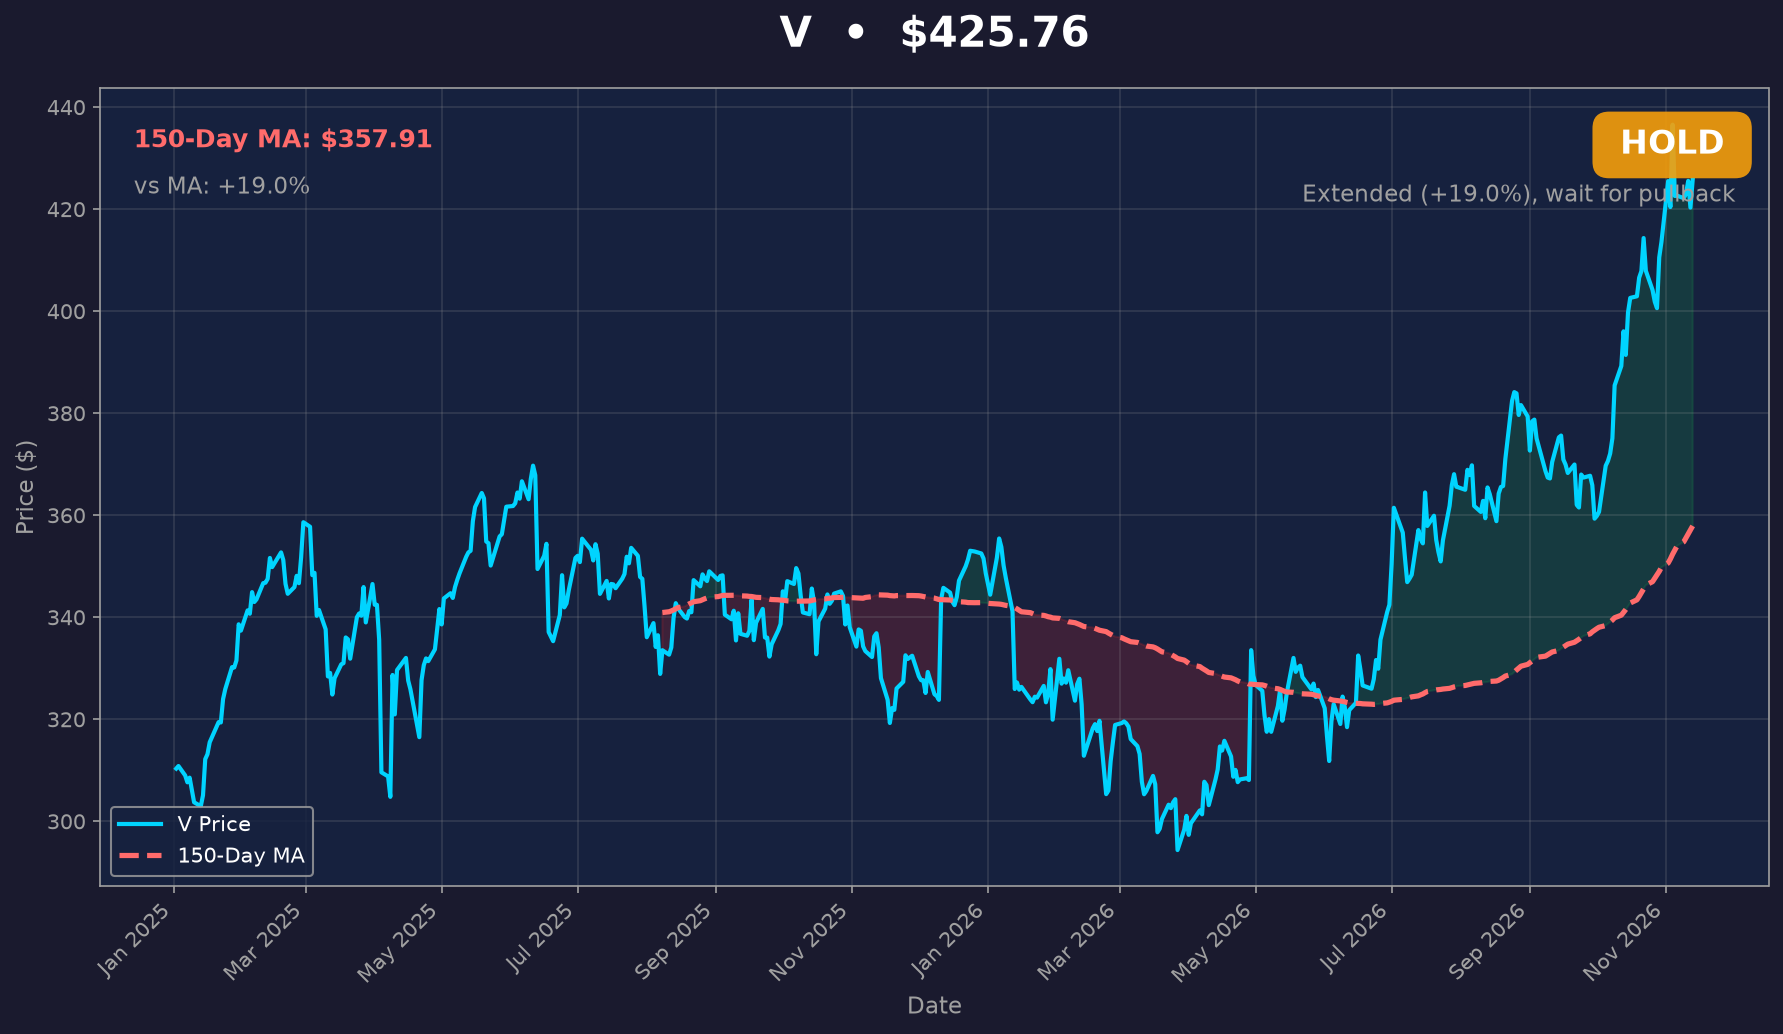 V • $425.76
150-Day MA: $357.91
vs MA: +19.0%
HOLD
Extended (+19.0%), wait for pullback
Price ($)
440
420
400
380
360
340
320
300
V Price
150-Day MA
Jan 2025
Mar 2025
May 2025
Jul 2025
Sep 2025
Nov 2025
Jan 2026
Mar 2026
May 2026
Jul 2026
Sep 2026
Nov 2026
Date